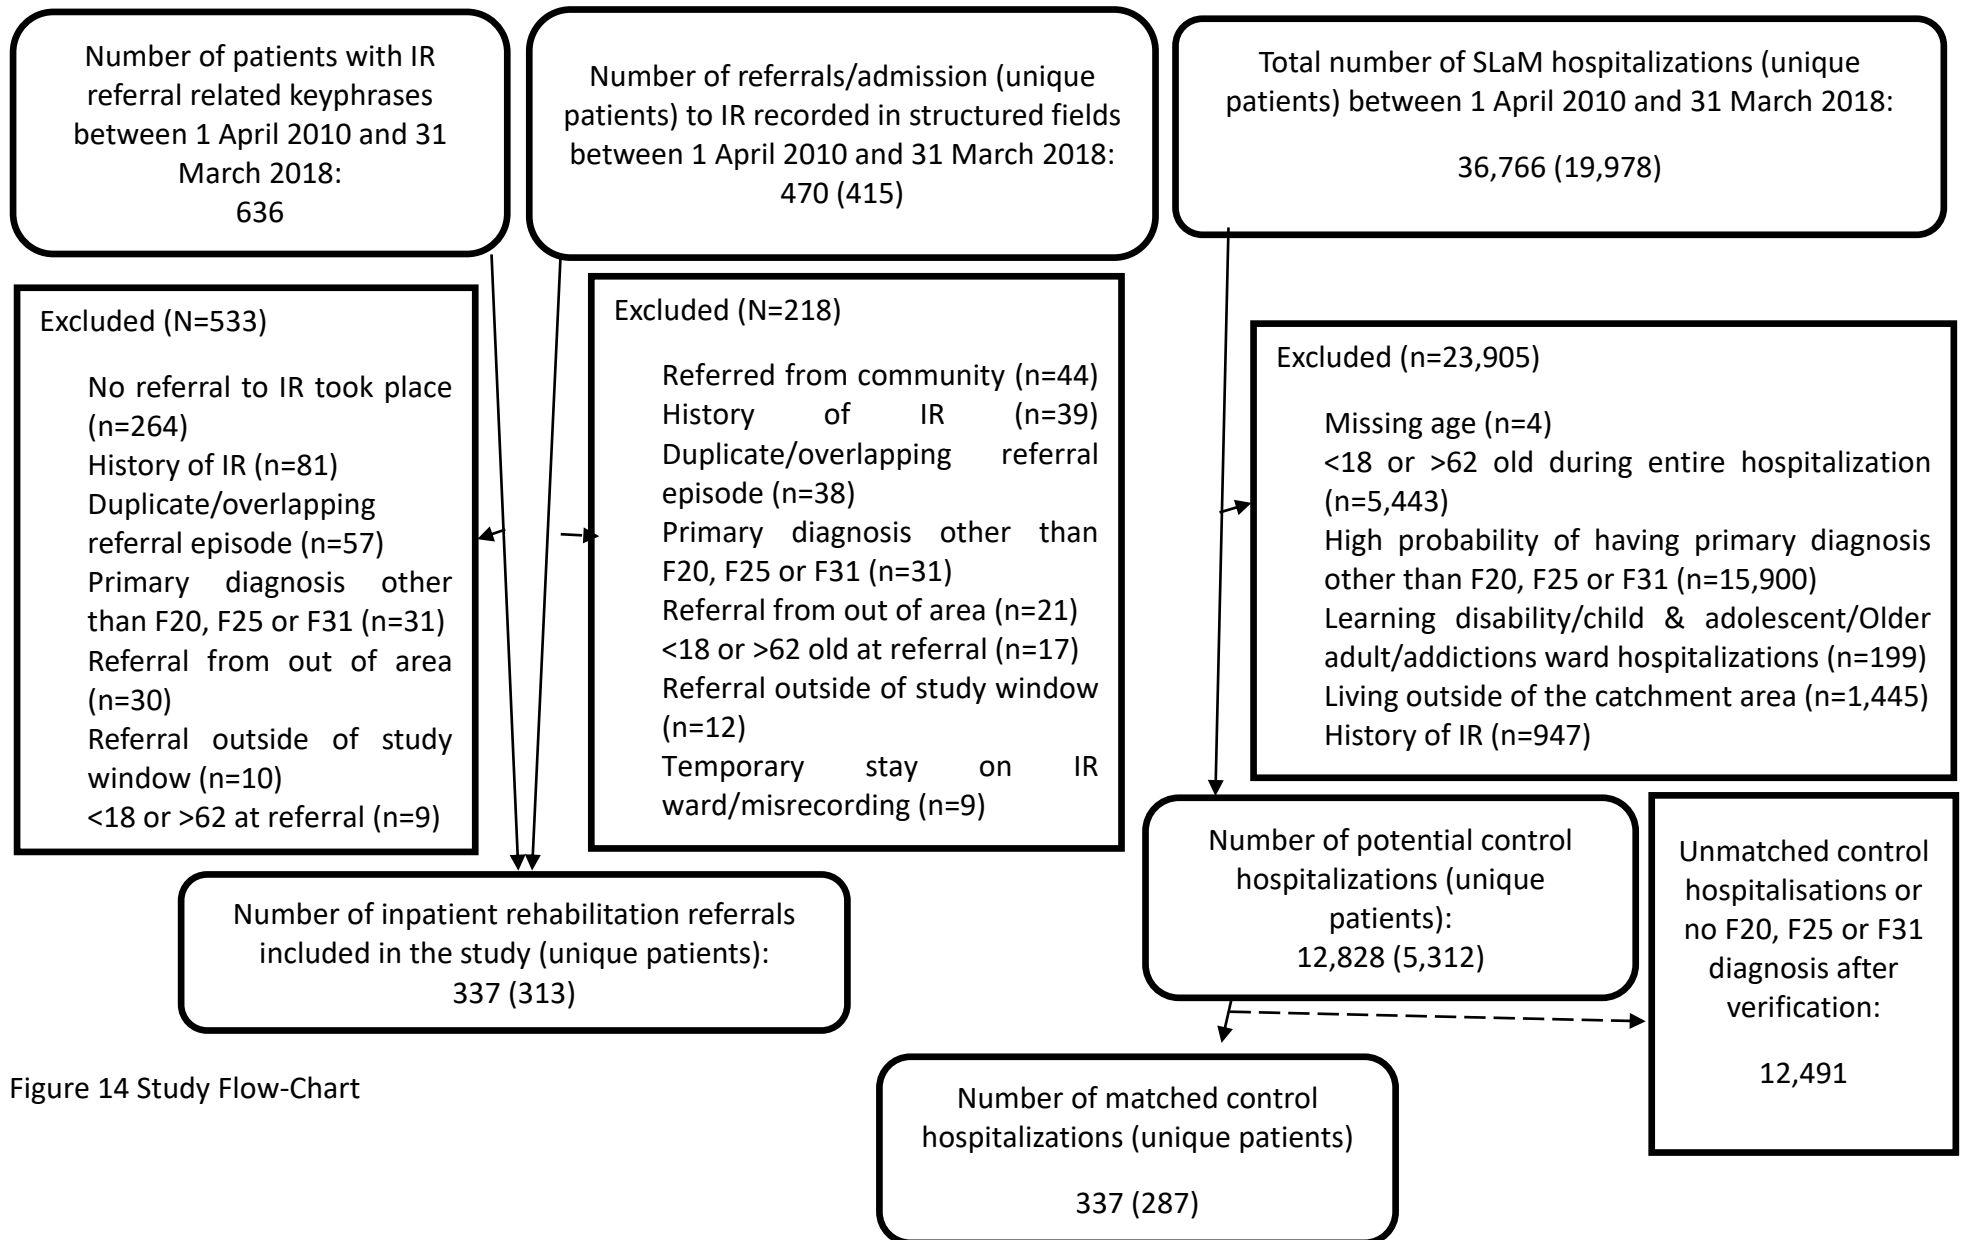 Number of patients with IR
referral related keyphrases
between 1 April 2010 and 31
March 2018:
636
Number of referrals/admission (unique
patients) to IR recorded in structured fields
between 1 April 2010 and 31 March 2018:
470 (415)
Total number of SLaM hospitalizations (unique
patients) between 1 April 2010 and 31 March 2018:
36,766 (19,978)
Excluded (N=533)
No referral to IR took place
(n=264)
History of IR (n=81)
Duplicate/overlapping
referral episode (n=57)
Primary diagnosis other
than F20, F25 or F31 (n=31)
Referral from out of area
(n=30)
Referral outside of study
window (n=10)
<18 or >62 at referral (n=9)
Excluded (N=218)
Referred from community (n=44)
History of IR (n=39)
Duplicate/overlapping referral
episode (n=38)
Primary diagnosis other than
F20, F25 or F31 (n=31)
Referral from out of area (n=21)
<18 or >62 old at referral (n=17)
Referral outside of study window
(n=12)
Temporary stay on IR
ward/misrecording (n=9)
Excluded (n=23,905)
Missing age (n=4)
<18 or >62 old during entire hospitalization
(n=5,443)
High probability of having primary diagnosis
other than F20, F25 or F31 (n=15,900)
Learning disability/child & adolescent/Older
adult/addictions ward hospitalizations (n=199)
Living outside of the catchment area (n=1,445)
History of IR (n=947)
Number of inpatient rehabilitation referrals
included in the study (unique patients):
337 (313)
Number of potential control
hospitalizations (unique
patients):
12,828 (5,312)
Unmatched control
hospitalisations or
no F20, F25 or F31
diagnosis after
verification:
12,491
Number of matched control
hospitalizations (unique patients)
337 (287)
Figure 14 Study Flow-Chart